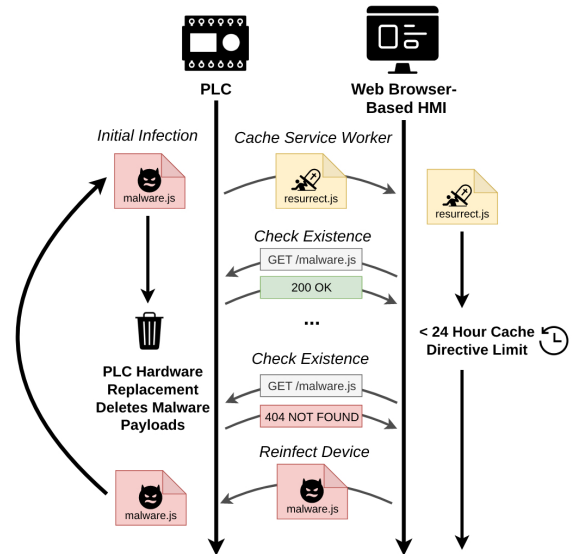 PLC
Web Browser-
Based HMI
Initial Infection
Cache Service Worker
malware.js
resurrect.js
resurrect.js
Check Existence
GET /malware.js
200 OK
...
< 24 Hour Cache
Directive Limit
PLC Hardware
Replacement
Deletes Malware
Payloads
Check Existence
GET /malware.js
404 NOT FOUND
Reinfect Device
malware.js
malware.js